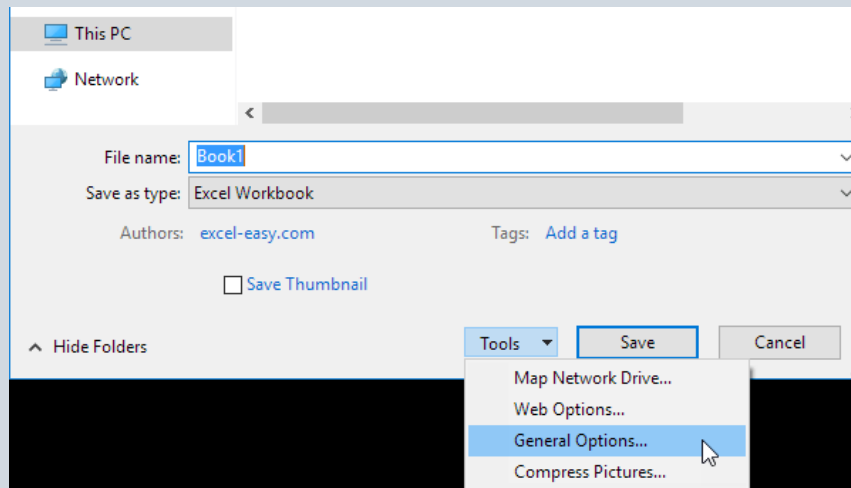 This PC
Network
File name: Book1
Save as type: Excel Workbook
Authors: excel-easy.com Tags: Add a tag
Save Thumbnail
Hide Folders Tools Save Cancel
Map Network Drive...
Web Options...
General Options...
Compress Pictures...